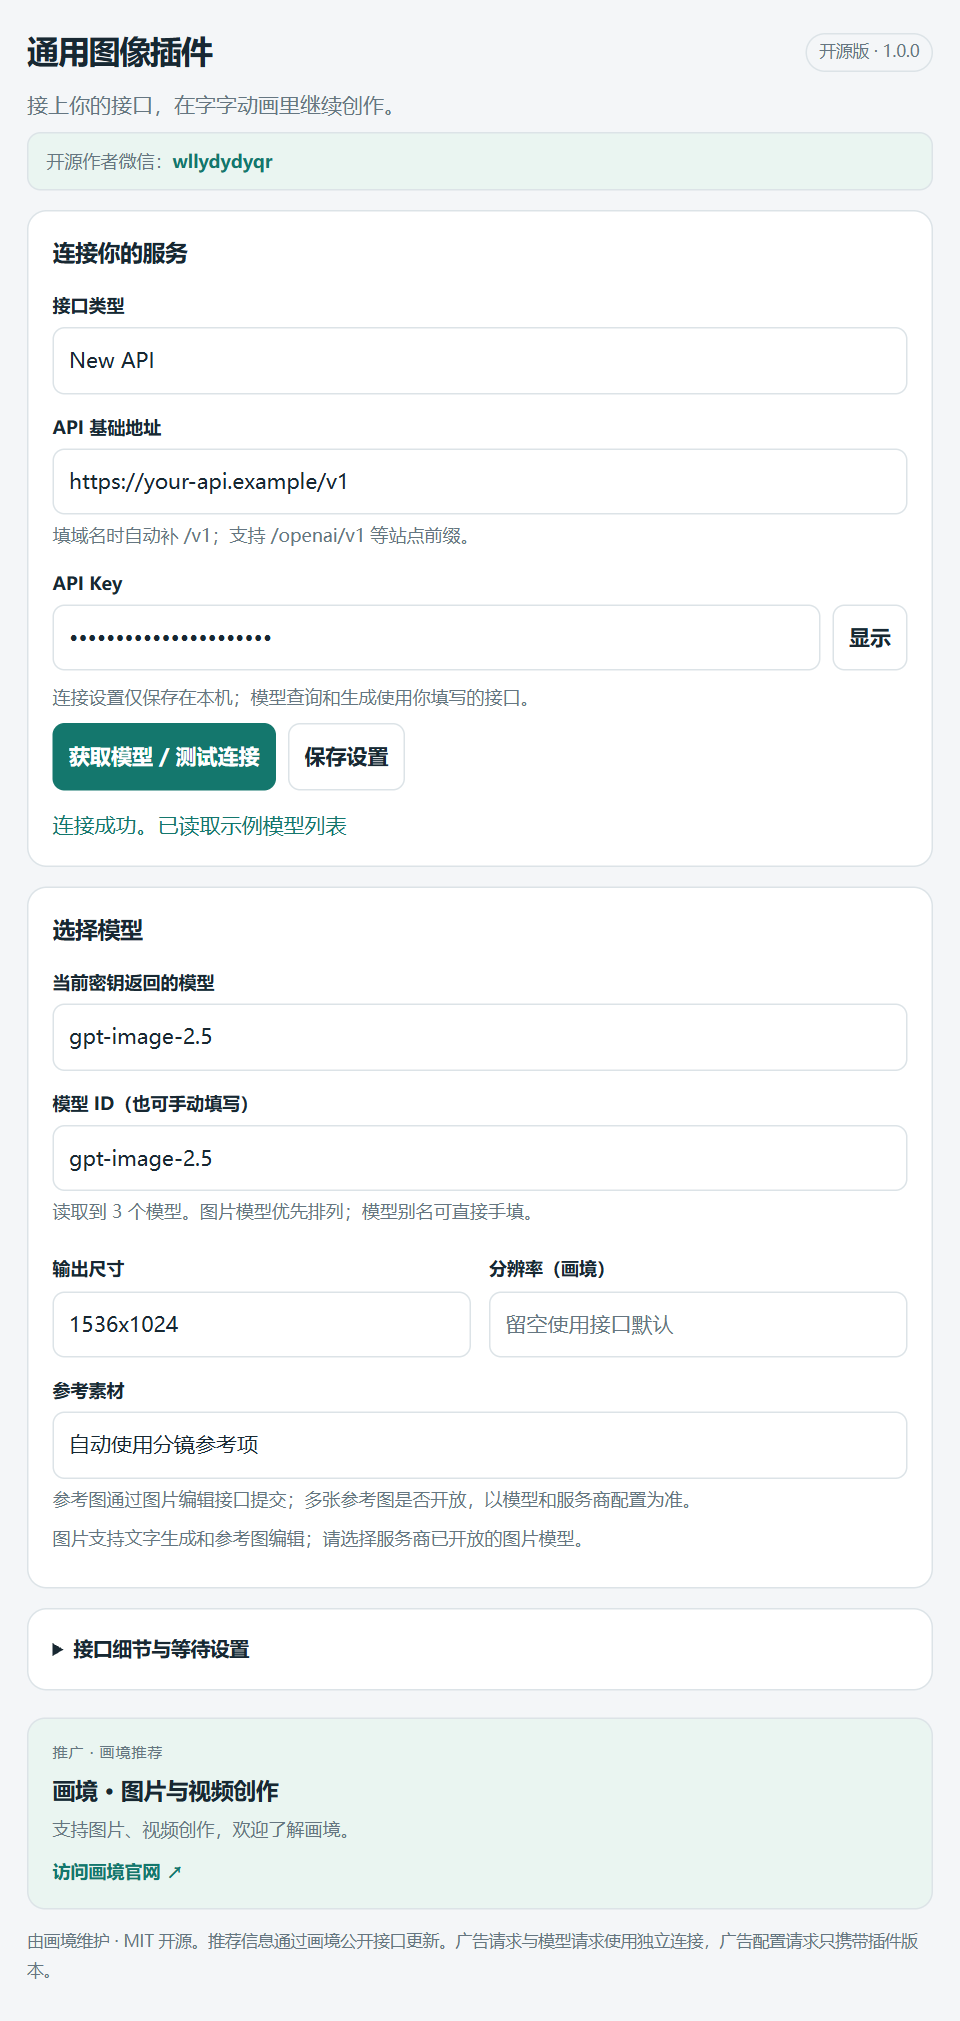 通用图像插件
开源版 · 1.0.0
接上你的接口，在字字动画里继续创作。
开源作者微信：wllydydyqr
连接你的服务
接口类型
New API
API 基础地址
https://your-api.example/v1
填域名时自动补 /v1；支持 /openai/v1 等站点前缀。
API Key
••••••••••••••••••••••
显示
连接设置仅保存在本机；模型查询和生成使用你填写的接口。
获取模型 / 测试连接
保存设置
连接成功。已读取示例模型列表
选择模型
当前密钥返回的模型
gpt-image-2.5
模型 ID（也可手动填写）
gpt-image-2.5
读取到 3 个模型。图片模型优先排列；模型别名可直接手填。
输出尺寸
分辨率（画境）
1536x1024
留空使用接口默认
参考素材
自动使用分镜参考项
参考图通过图片编辑接口提交；多张参考图是否开放，以模型和服务商配置为准。
图片支持文字生成和参考图编辑；请选择服务商已开放的图片模型。
▶ 接口细节与等待设置
推广 · 画境推荐
画境 • 图片与视频创作
支持图片、视频创作，欢迎了解画境。
访问画境官网 ↗
由画境维护 · MIT 开源。推荐信息通过画境公开接口更新。广告请求与模型请求使用独立连接，广告配置请求只携带插件版
本。